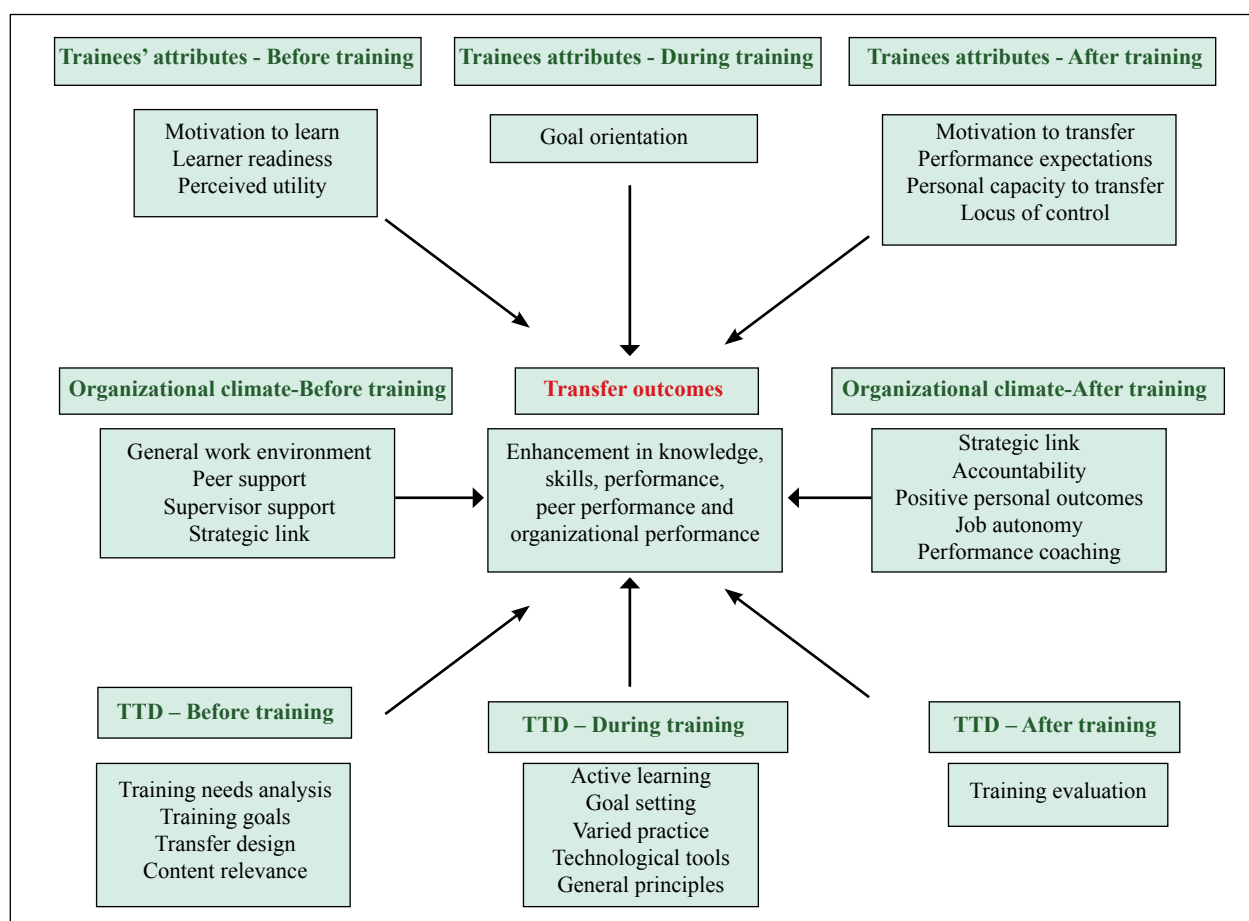 Trainees’ attributes - Before training
Motivation to learn
Learner readiness
Perceived utility
Trainees attributes - During training
Goal orientation
Trainees attributes - After training
Motivation to transfer
Performance expectations
Personal capacity to transfer
Locus of control
Organizational climate-Before training
General work environment
Peer support
Supervisor support
Strategic link
Transfer outcomes
Enhancement in knowledge,
skills, performance,
peer performance and
organizational performance
Organizational climate-After training
Strategic link
Accountability
Positive personal outcomes
Job autonomy
Performance coaching
TTD – Before training
Training needs analysis
Training goals
Transfer design
Content relevance
TTD – During training
Active learning
Goal setting
Varied practice
Technological tools
General principles
TTD – After training
Training evaluation